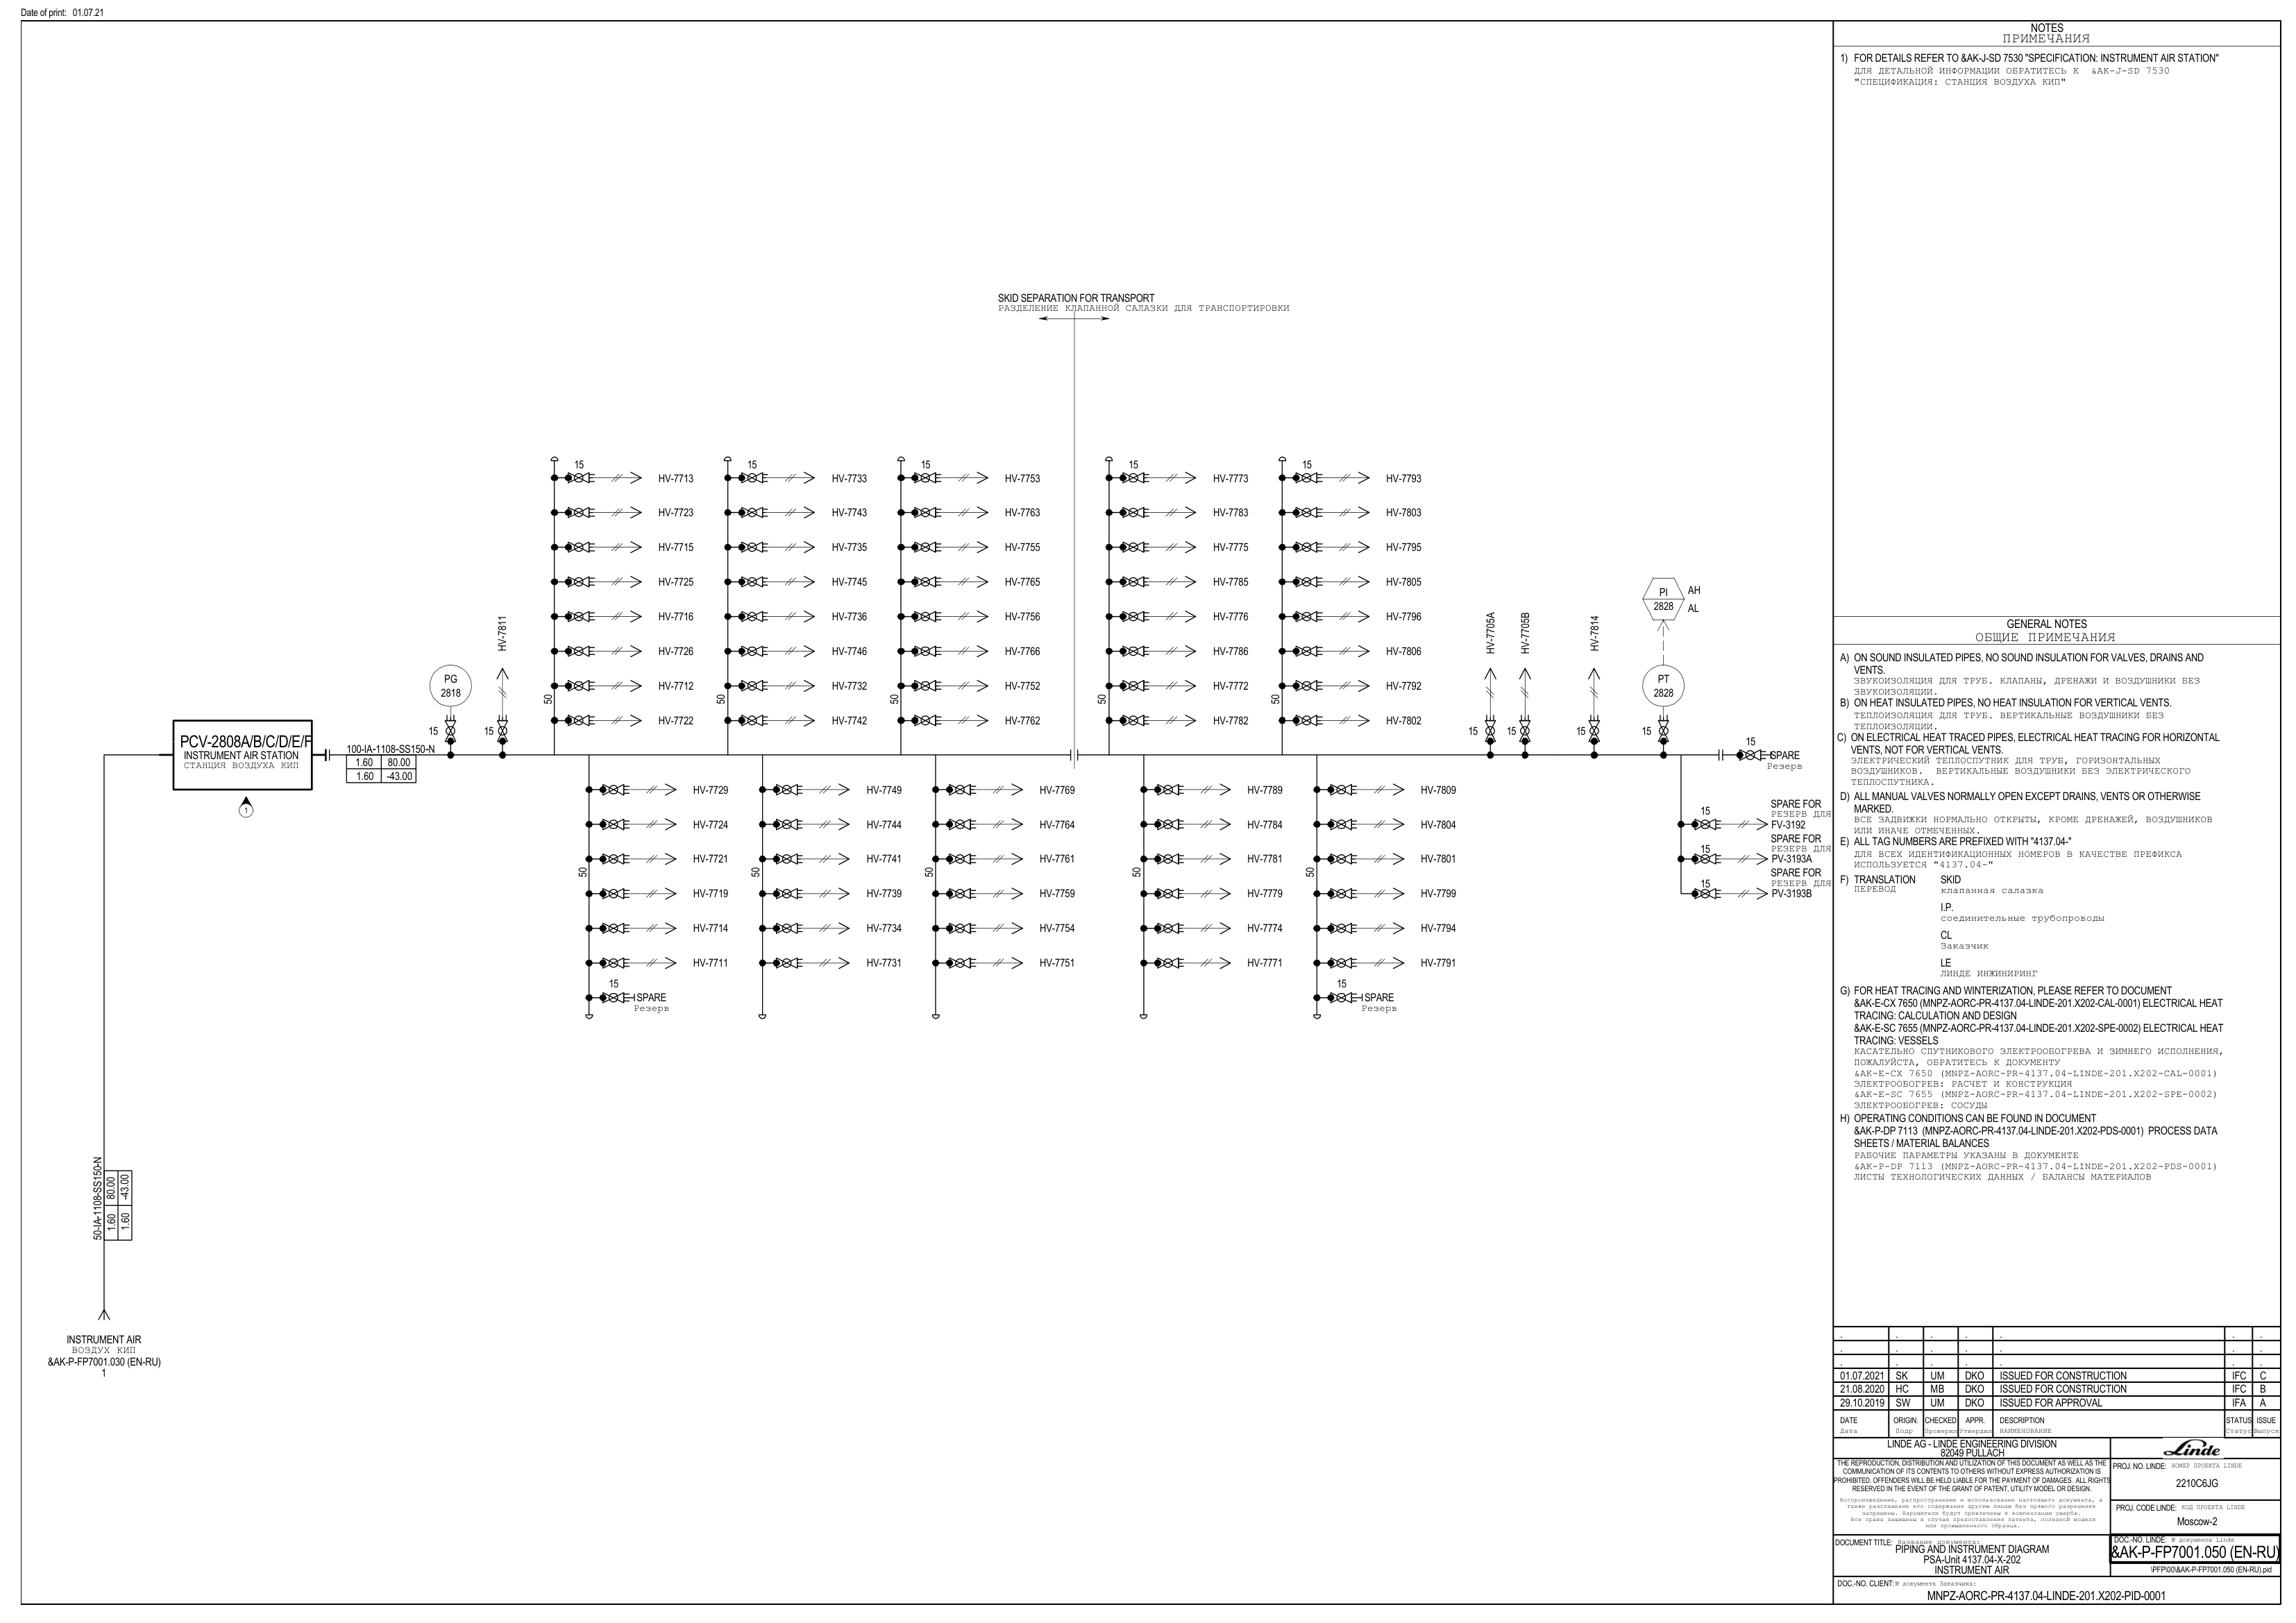 Date of print: 01.07.21
SKID SEPARATION FOR TRANSPORT
РАЗДЕЛЕНИЕ КЛАПАННОЙ САЛАЗКИ ДЛЯ ТРАНСПОРТИРОВКИ
15 15 15 15 15
HV-7713 HV-7733 HV-7753 HV-7773 HV-7793
HV-7723 HV-7743 HV-7763 HV-7783 HV-7803
HV-7715 HV-7735 HV-7755 HV-7775 HV-7795
HV-7725 HV-7745 HV-7765 HV-7785 HV-7805
HV-7716 HV-7736 HV-7756 HV-7776 HV-7796
HV-7726 HV-7746 HV-7766 HV-7786 HV-7806
HV-7712 HV-7732 HV-7752 HV-7772 HV-7792
50 50 50 50
HV-7722 HV-7742 HV-7762 HV-7782 HV-7802
HV-7811
HV-7705A
HV-7705B
HV-7814
PI
2828
AH
AL
PG
2818
PT
2828
15 15 15 15 15 15
PCV-2808A/B/C/D/E/F
INSTRUMENT AIR STATION
СТАНЦИЯ ВОЗДУХА КИП
1
100-IA-1108-SS150-N
1.60 80.00
1.60 -43.00
15
SPARE
Резерв
HV-7729 HV-7749 HV-7769 HV-7789 HV-7809
HV-7724 HV-7744 HV-7764 HV-7784 HV-7804
HV-7721 HV-7741 HV-7761 HV-7781 HV-7801
50 50 50 50 50
HV-7719 HV-7739 HV-7759 HV-7779 HV-7799
HV-7714 HV-7734 HV-7754 HV-7774 HV-7794
HV-7711 HV-7731 HV-7751 HV-7771 HV-7791
15 SPARE
Резерв
15 SPARE
Резерв
SPARE FOR
РЕЗЕРВ ДЛЯ
15 FV-3192
SPARE FOR
РЕЗЕРВ ДЛЯ
15 PV-3193A
SPARE FOR
РЕЗЕРВ ДЛЯ
15 PV-3193B
50-IA-1108-SS150-N
1.60 80.00
1.60 -43.00
INSTRUMENT AIR
ВОЗДУХ КИП
&AK-P-FP7001.030 (EN-RU)
1
NOTES
ПРИМЕЧАНИЯ
1) FOR DETAILS REFER TO &AK-J-SD 7530 "SPECIFICATION: INSTRUMENT AIR STATION"
ДЛЯ ДЕТАЛЬНОЙ ИНФОРМАЦИИ ОБРАТИТЕСЬ К &AK-J-SD 7530
"СПЕЦИФИКАЦИЯ: СТАНЦИЯ ВОЗДУХА КИП"
GENERAL NOTES
ОБЩИЕ ПРИМЕЧАНИЯ
A) ON SOUND INSULATED PIPES, NO SOUND INSULATION FOR VALVES, DRAINS AND
VENTS.
ЗВУКОИЗОЛЯЦИЯ ДЛЯ ТРУБ. КЛАПАНЫ, ДРЕНАЖИ И ВОЗДУШНИКИ БЕЗ
ЗВУКОИЗОЛЯЦИИ.
B) ON HEAT INSULATED PIPES, NO HEAT INSULATION FOR VERTICAL VENTS.
ТЕПЛОИЗОЛЯЦИЯ ДЛЯ ТРУБ. ВЕРТИКАЛЬНЫЕ ВОЗДУШНИКИ БЕЗ
ТЕПЛОИЗОЛЯЦИИ.
C) ON ELECTRICAL HEAT TRACED PIPES, ELECTRICAL HEAT TRACING FOR HORIZONTAL
VENTS, NOT FOR VERTICAL VENTS.
ЭЛЕКТРИЧЕСКИЙ ТЕПЛОСПУТНИК ДЛЯ ТРУБ, ГОРИЗОНТАЛЬНЫХ
ВОЗДУШНИКОВ. ВЕРТИКАЛЬНЫЕ ВОЗДУШНИКИ БЕЗ ЭЛЕКТРИЧЕСКОГО
ТЕПЛОСПУТНИКА.
D) ALL MANUAL VALVES NORMALLY OPEN EXCEPT DRAINS, VENTS OR OTHERWISE
MARKED.
ВСЕ ЗАДВИЖКИ НОРМАЛЬНО ОТКРЫТЫ, КРОМЕ ДРЕНАЖЕЙ, ВОЗДУШНИКОВ
ИЛИ ИНАЧЕ ОТМЕЧЕННЫХ.
E) ALL TAG NUMBERS ARE PREFIXED WITH "4137.04-"
ДЛЯ ВСЕХ ИДЕНТИФИКАЦИОННЫХ НОМЕРОВ В КАЧЕСТВЕ ПРЕФИКСА
ИСПОЛЬЗУЕТСЯ "4137.04-"
F) TRANSLATION SKID
ПЕРЕВОД клапанная салазка
I.P.
соединительные трубопроводы
CL
Заказчик
LE
ЛИНДЕ ИНЖИНИРИНГ
G) FOR HEAT TRACING AND WINTERIZATION, PLEASE REFER TO DOCUMENT
&AK-E-CX 7650 (MNPZ-AORC-PR-4137.04-LINDE-201.X202-CAL-0001) ELECTRICAL HEAT
TRACING: CALCULATION AND DESIGN
&AK-E-SC 7655 (MNPZ-AORC-PR-4137.04-LINDE-201.X202-SPE-0002) ELECTRICAL HEAT
TRACING: VESSELS
КАСАТЕЛЬНО СПУТНИКОВОГО ЭЛЕКТРООБОГРЕВА И ЗИМНЕГО ИСПОЛНЕНИЯ,
ПОЖАЛУЙСТА, ОБРАТИТЕСЬ К ДОКУМЕНТУ
&AK-E-CX 7650 (MNPZ-AORC-PR-4137.04-LINDE-201.X202-CAL-0001)
ЭЛЕКТРООБОГРЕВ: РАСЧЕТ И КОНСТРУКЦИЯ
&AK-E-SC 7655 (MNPZ-AORC-PR-4137.04-LINDE-201.X202-SPE-0002)
ЭЛЕКТРООБОГРЕВ: СОСУДЫ
H) OPERATING CONDITIONS CAN BE FOUND IN DOCUMENT
&AK-P-DP 7113 (MNPZ-AORC-PR-4137.04-LINDE-201.X202-PDS-0001) PROCESS DATA
SHEETS / MATERIAL BALANCES
РАБОЧИЕ ПАРАМЕТРЫ УКАЗАНЫ В ДОКУМЕНТЕ
&AK-P-DP 7113 (MNPZ-AORC-PR-4137.04-LINDE-201.X202-PDS-0001)
ЛИСТЫ ТЕХНОЛОГИЧЕСКИХ ДАННЫХ / БАЛАНСЫ МАТЕРИАЛОВ
01.07.2021 SK UM DKO ISSUED FOR CONSTRUCTION IFC C
21.08.2020 HC MB DKO ISSUED FOR CONSTRUCTION IFC B
29.10.2019 SW UM DKO ISSUED FOR APPROVAL IFA A
DATE ORIGIN. CHECKED APPR. DESCRIPTION STATUS ISSUE
Дата Подр Проверил Утвердил НАИМЕНОВАНИЕ Статус Выпуск
LINDE AG - LINDE ENGINEERING DIVISION
82049 PULLACH
Linde
THE REPRODUCTION, DISTRIBUTION AND UTILIZATION OF THIS DOCUMENT AS WELL AS THE
COMMUNICATION OF ITS CONTENTS TO OTHERS WITHOUT EXPRESS AUTHORIZATION IS
PROHIBITED. OFFENDERS WILL BE HELD LIABLE FOR THE PAYMENT OF DAMAGES. ALL RIGHTS
RESERVED IN THE EVENT OF THE GRANT OF PATENT, UTILITY MODEL OR DESIGN.
Воспроизведение, распространение и использование настоящего документа, а
также разглашение его содержания другим лицам без прямого разрешения
запрещены. Нарушители будут привлечены к компенсации ущерба.
Все права защищены в случае предоставления патента, полезной модели
или промышленного образца.
PROJ. NO. LINDE: НОМЕР ПРОЕКТА LINDE
2210C6JG
PROJ. CODE LINDE: КОД ПРОЕКТА LINDE
Moscow-2
DOCUMENT TITLE: Название документа:
PIPING AND INSTRUMENT DIAGRAM
PSA-Unit 4137.04-X-202
INSTRUMENT AIR
DOC.-NO. LINDE: № документа Linde
&AK-P-FP7001.050 (EN-RU)
\PFP\00\&AK-P-FP7001.050 (EN-RU).pid
DOC.-NO. CLIENT: № документа Заказчика:
MNPZ-AORC-PR-4137.04-LINDE-201.X202-PID-0001